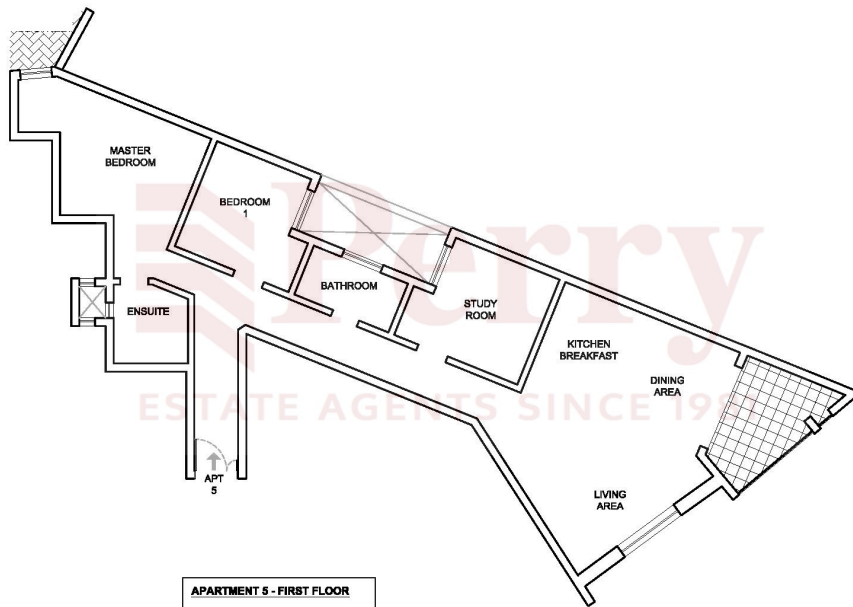 MASTER
BEDROOM
BEDROOM
1
Perry
ENSUITE
BATHROOM
STUDY
ROOM
KITCHEN
BREAKFAST
DINING
AREA
ESTATE AGENTS SINCE 1981
LIVING
AREA
APT
5
APARTMENT 5 - FIRST FLOOR